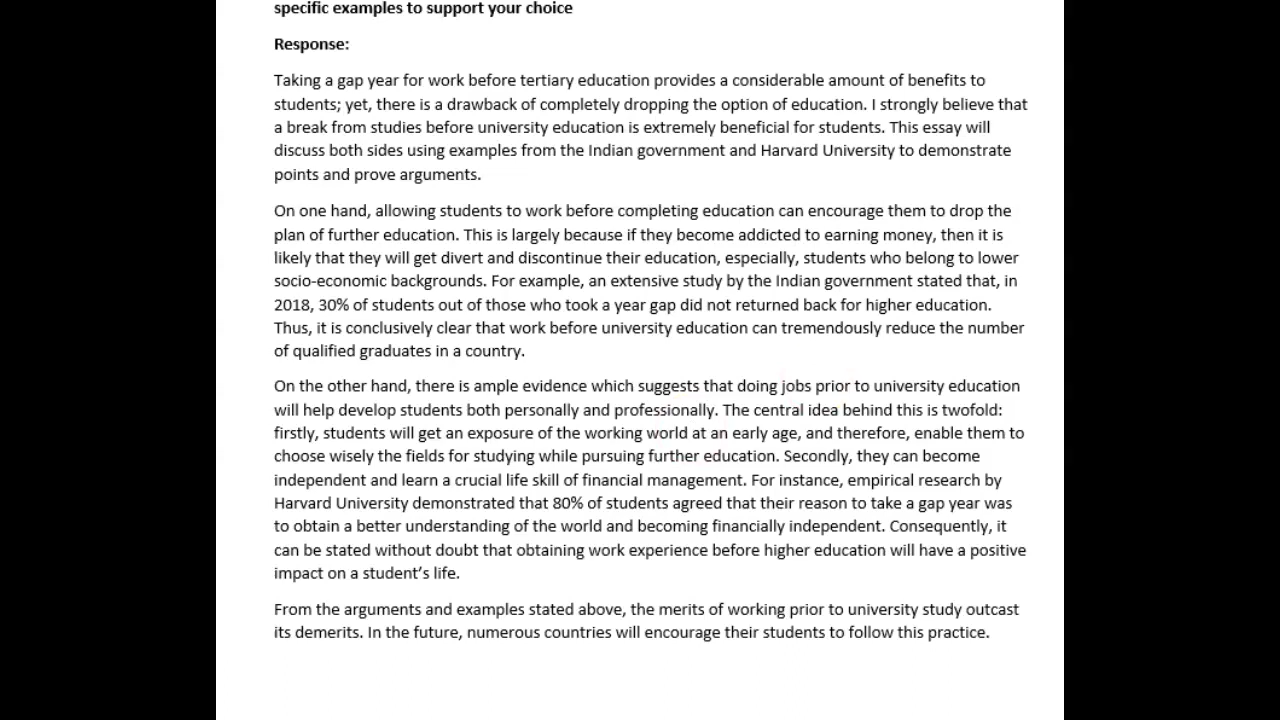 specific examples to support your choice
Response:
Taking a gap year for work before tertiary education provides a considerable amount of benefits to
students; yet, there is a drawback of completely dropping the option of education. I strongly believe that
a break from studies before university education is extremely beneficial for students. This essay will
discuss both sides using examples from the Indian government and Harvard University to demonstrate
points and prove arguments.
On one hand, allowing students to work before completing education can encourage them to drop the
plan of further education. This is largely because if they become addicted to earning money, then it is
likely that they will get divert and discontinue their education, especially, students who belong to lower
socio-economic backgrounds. For example, an extensive study by the Indian government stated that, in
2018, 30% of students out of those who took a year gap did not returned back for higher education.
Thus, it is conclusively clear that work before university education can tremendously reduce the number
of qualified graduates in a country.
On the other hand, there is ample evidence which suggests that doing jobs prior to university education
will help develop students both personally and professionally. The central idea behind this is twofold:
firstly, students will get an exposure of the working world at an early age, and therefore, enable them to
choose wisely the fields for studying while pursuing further education. Secondly, they can become
independent and learn a crucial life skill of financial management. For instance, empirical research by
Harvard University demonstrated that 80% of students agreed that their reason to take a gap year was
to obtain a better understanding of the world and becoming financially independent. Consequently, it
can be stated without doubt that obtaining work experience before higher education will have a positive
impact on a student’s life.
From the arguments and examples stated above, the merits of working prior to university study outcast
its demerits. In the future, numerous countries will encourage their students to follow this practice.